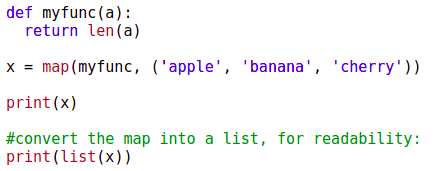 def myfunc(a):
  return len(a)

x = map(myfunc, ('apple', 'banana', 'cherry'))

print(x)

#convert the map into a list, for readability:
print(list(x))